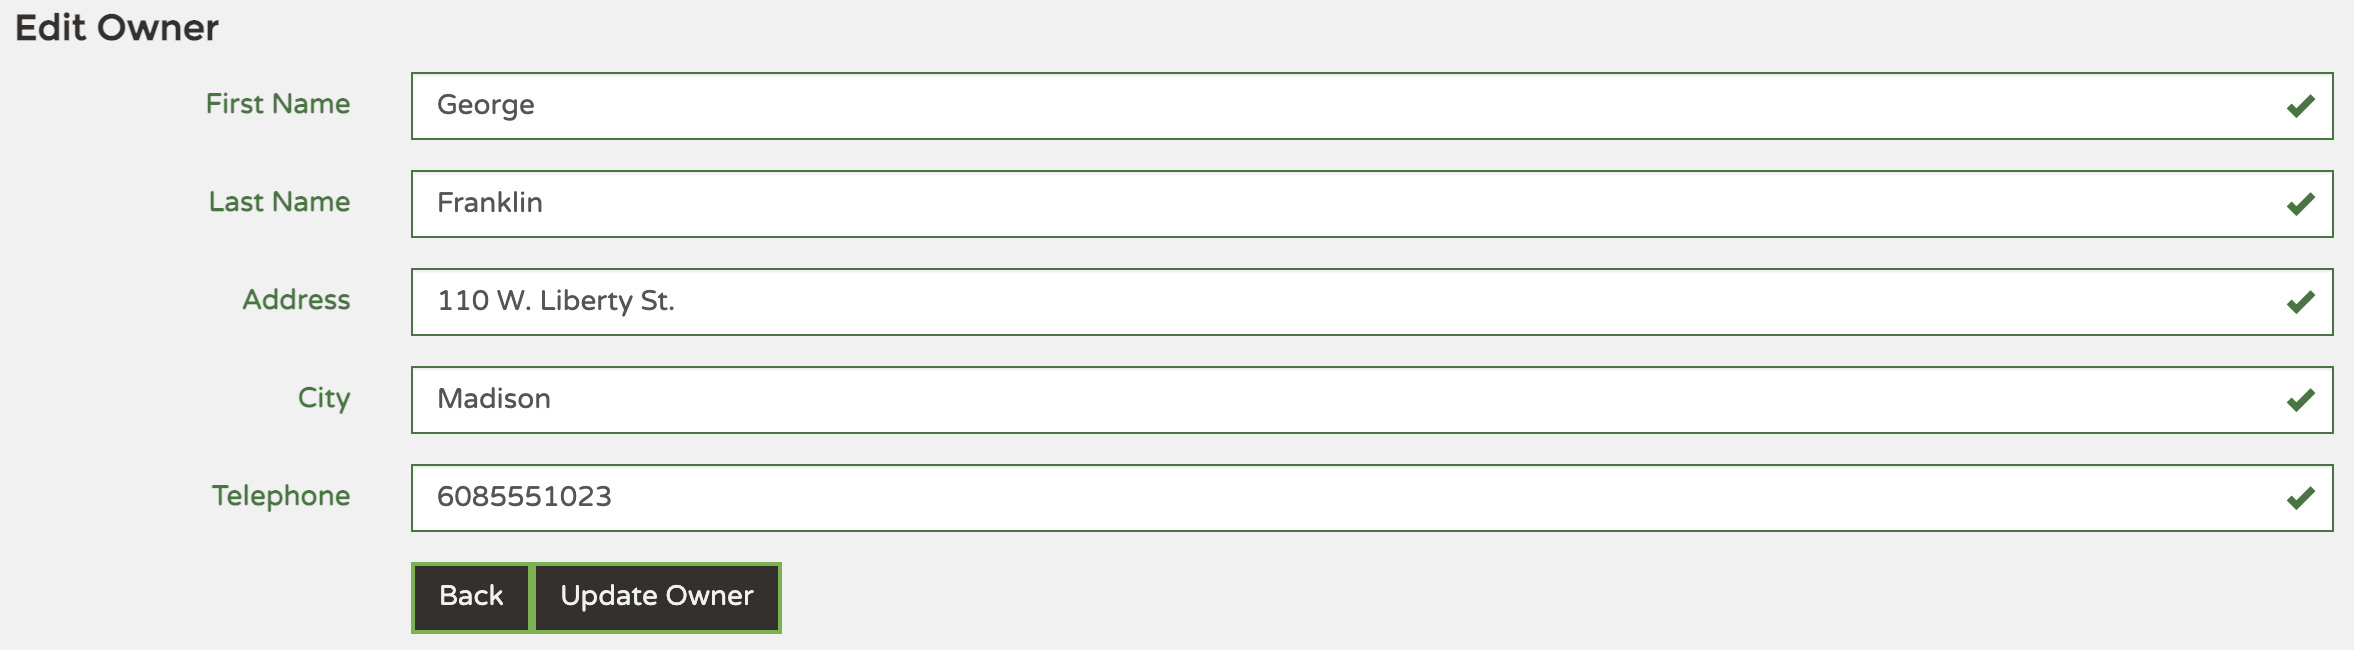 Edit Owner
First Name George
Last Name Franklin
Address 110 W. Liberty St.
City Madison
Telephone 6085551023
Back Update Owner